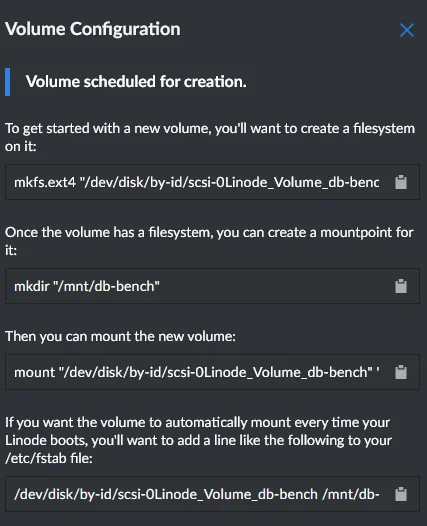 Volume Configuration
Volume scheduled for creation.
To get started with a new volume, you'll want to create a filesystem
on it:
mkfs.ext4 "/dev/disk/by-id/scsi-0Linode_Volume_db-benc
Once the volume has a filesystem, you can create a mountpoint for
it:
mkdir "/mnt/db-bench"
Then you can mount the new volume:
mount "/dev/disk/by-id/scsi-0Linode_Volume_db-bench" "
If you want the volume to automatically mount every time your
Linode boots, you'll want to add a line like the following to your
/etc/fstab file:
/dev/disk/by-id/scsi-0Linode_Volume_db-bench /mnt/db-